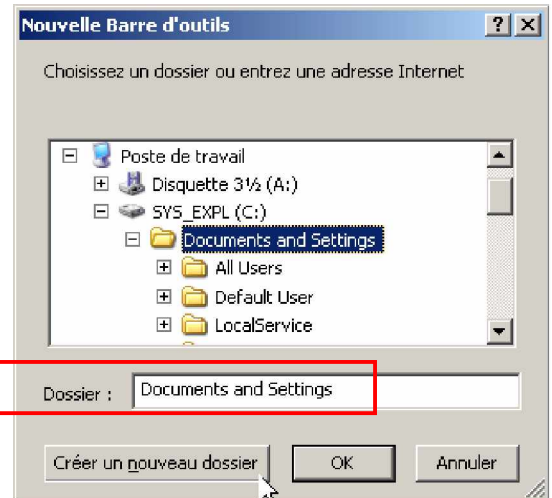 Nouvelle Barre d'outils
Choisissez un dossier ou entrez une adresse Internet
Poste de travail
Disquette 3½ (A:)
SYS_EXPL (C:)
Documents and Settings
All Users
Default User
LocalService
Dossier : Documents and Settings
Créer un nouveau dossier OK Annuler